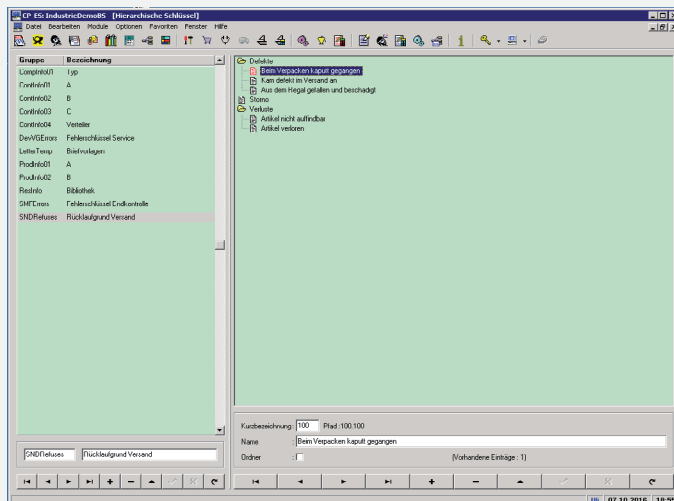 CP-ES: IndustrieDemo85 [Hierarchische Schlüssel]
Datei Bearbeiten Module Optionen Favoriten Fenster Hilfe
Gruppe Bezeichnung
CompInfo01 Typ
ContInfo01 A
ContInfo02 B
ContInfo03 C
ContInfo04 Verteiler
DevVGErrors Fehlerschlüssel Service
LetterTemp Briefvorlagen
ProdInfo01 A
ProdInfo02 B
ResInfo Bibliothek
SMTErrors Fehlerschlüssel Endkontrolle
SNDRefuses Rücklaufgrund Versand
Defekte
Beim Verpacken kaputt gegangen
Kam defekt im Versand an
Aus dem Regal gefallen und beschädigt
Storno
Verluste
Artikel nicht auffindbar
Artikel verloren
Kurzbezeichnung: 100 Pfad :100.100
Name : Beim Verpacken kaputt gegangen
Ordner : (Vorhandene Einträge : 1)
SNDRefuses Rücklaufgrund Versand
07.10.2016 18:55